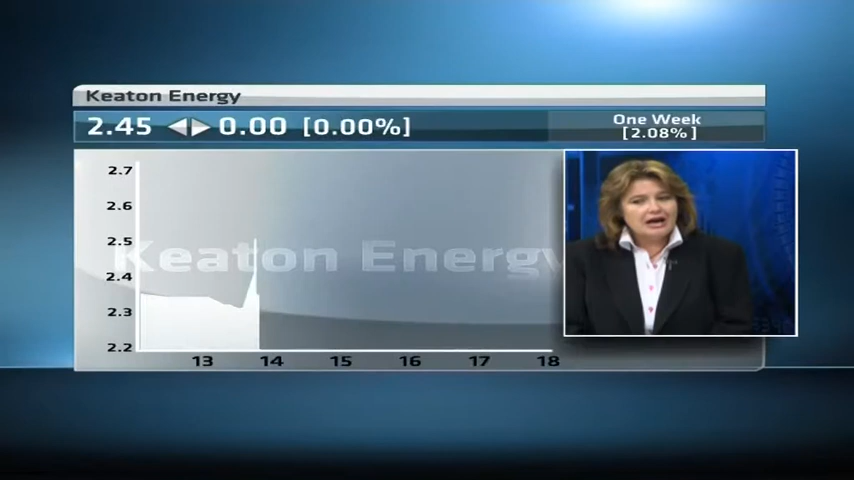 Keaton Energy
2.45 0.00 [0.00%]
One Week
[2.08%]
2.7
2.6
2.5
2.4
2.3
2.2
Keaton Energy
13 14 15 16 17 18